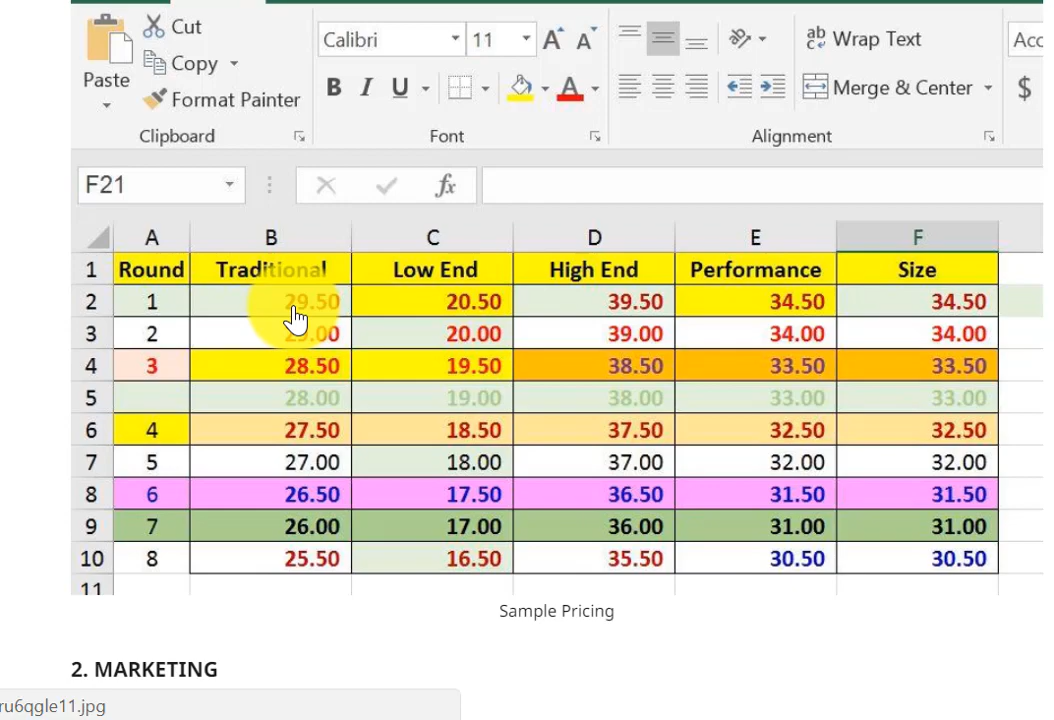 Cut
Calibri 11 A A ab Wrap Text Acc
Copy
Paste
B I U A Merge & Center $
Format Painter
Clipboard Font Alignment
F21 fx
A B C D E F
1 Round Traditional Low End High End Performance Size
2 1 29.50 20.50 39.50 34.50 34.50
3 2 29.00 20.00 39.00 34.00 34.00
4 3 28.50 19.50 38.50 33.50 33.50
5 28.00 19.00 38.00 33.00 33.00
6 4 27.50 18.50 37.50 32.50 32.50
7 5 27.00 18.00 37.00 32.00 32.00
8 6 26.50 17.50 36.50 31.50 31.50
9 7 26.00 17.00 36.00 31.00 31.00
10 8 25.50 16.50 35.50 30.50 30.50
11
Sample Pricing
2. MARKETING
ru6qgle11.jpg